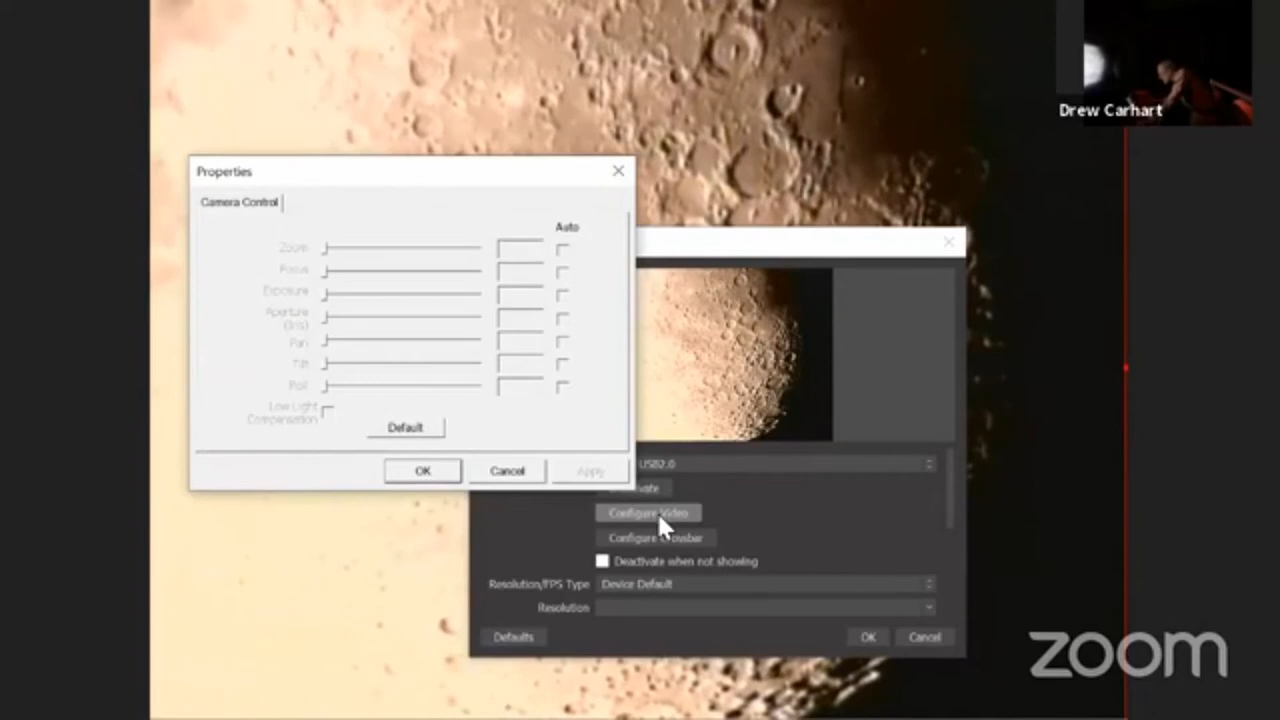 Drew Carhart
Properties
Camera Control
Auto
Zoom
Focus
Exposure
Aperture
(Iris)
Pan
Tilt
Roll
Low Light
Compensation
Default
OK Cancel Apply
USB2.0
Configure Video
Configure
Deactivate when not showing
Resolution/FPS Type Device Default
Resolution
Defaults OK Cancel
zoom